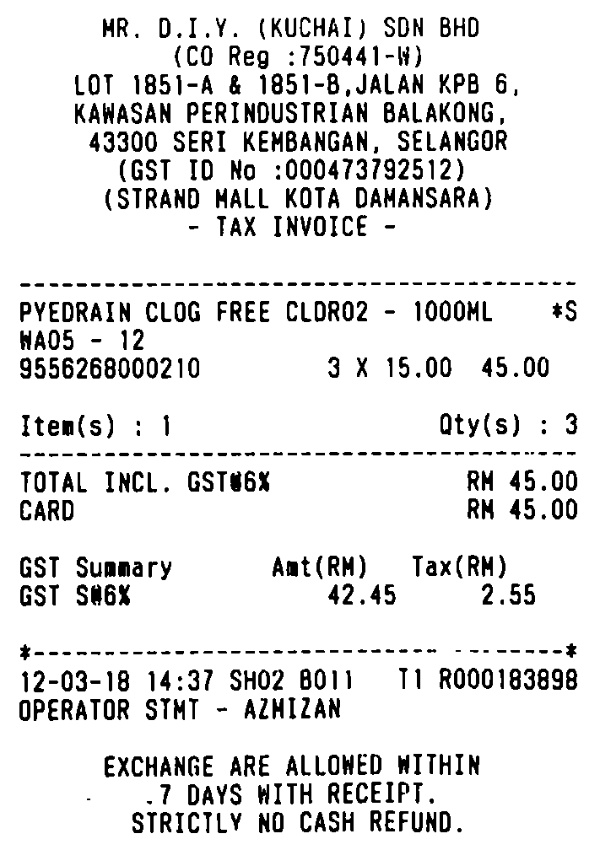 MR. D.I.Y. (KUCHAI) SDN BHD
(CO Reg :750441-W)
LOT 1851-A & 1851-B,JALAN KPB 6,
KAWASAN PERINDUSTRIAN BALAKONG,
43300 SERI KEMBANGAN, SELANGOR
(GST ID No :000473792512)
(STRAND MALL KOTA DAMANSARA)
- TAX INVOICE -
PYEDRAIN CLOG FREE CLDR02 - 1000ML *S
WA05 - 12
9556268000210 3 X 15.00 45.00
Item(s) : 1 Qty(s) : 3
TOTAL INCL. GST@6% RM 45.00
CARD RM 45.00
GST Summary Amt(RM) Tax(RM)
GST S@6% 42.45 2.55
*--------------------------------------*
12-03-18 14:37 SH02 B011 T1 R000183898
OPERATOR STMT - AZMIZAN
EXCHANGE ARE ALLOWED WITHIN
7 DAYS WITH RECEIPT.
STRICTLY NO CASH REFUND.